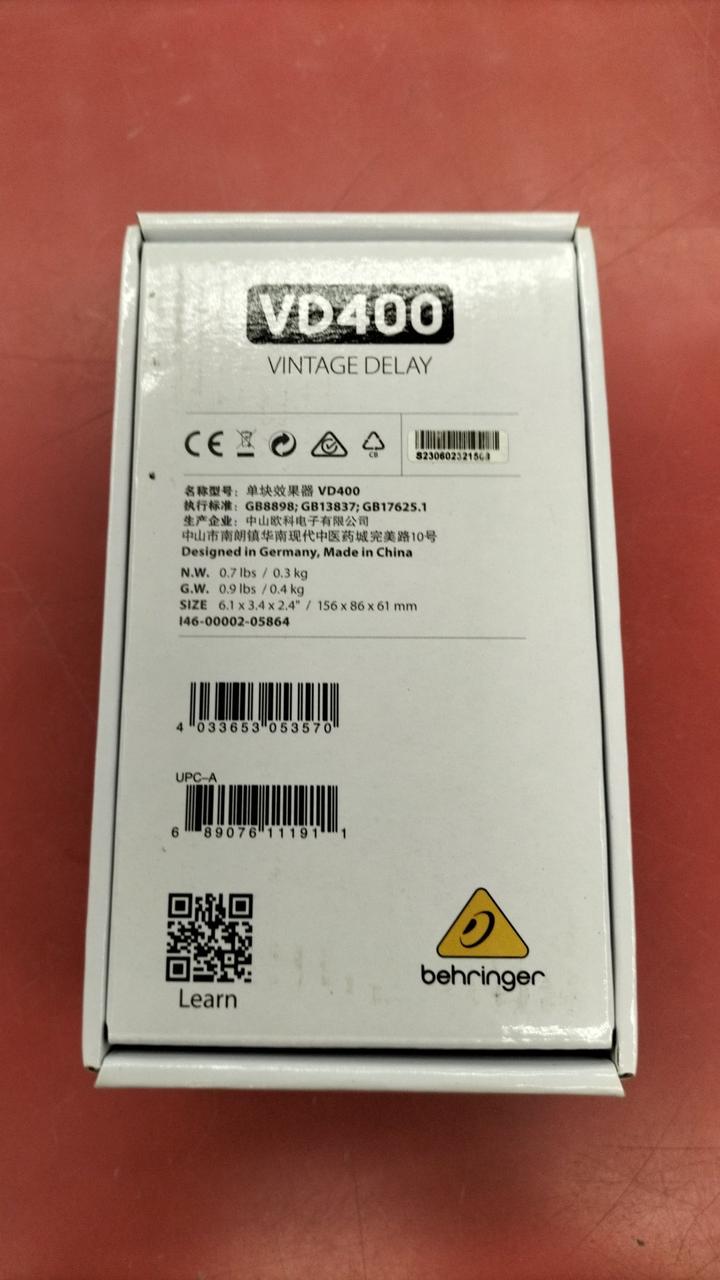 VD400
VINTAGE DELAY
CE
CB
名称型号：单块效果器 VD400
执行标准：GB8898; GB13837; GB17625.1
生产企业：中山欧科电子有限公司
中山市南朗镇华南现代中医药城完美路10号
Designed in Germany, Made in China
N.W. 0.7 lbs / 0.3 kg
G.W. 0.9 lbs / 0.4 kg
SIZE 6.1 x 3.4 x 2.4" / 156 x 86 x 61 mm
I46-00002-05864
4 033653 053570
UPC-A
6 89076 11191 1
Learn
behringer